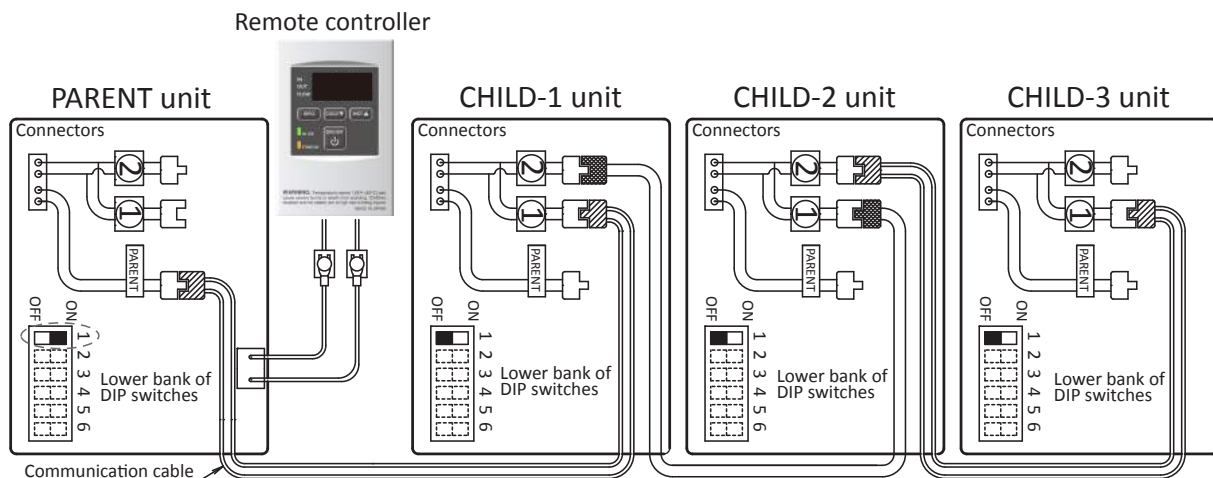 Remote controller
PARENT unit
CHILD-1 unit
CHILD-2 unit
CHILD-3 unit
Connectors
2
1
PARENT
OFF
ON
1
2
3
4
5
6
Lower bank of
DIP switches
Communication cable
IN
OUT
Connectors
2
1
PARENT
OFF
ON
1
2
3
4
5
6
Lower bank of
DIP switches
Connectors
2
1
PARENT
OFF
ON
1
2
3
4
5
6
Lower bank of
DIP switches
Connectors
2
1
PARENT
OFF
ON
1
2
3
4
5
6
Lower bank of
DIP switches